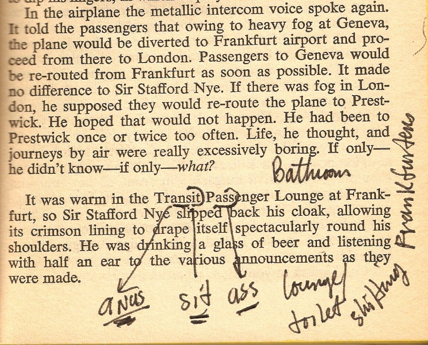 In the airplane the metallic intercom voice spoke again.
It told the passengers that owing to heavy fog at Geneva,
the plane would be diverted to Frankfurt airport and pro-
ceed from there to London. Passengers to Geneva would
be re-routed from Frankfurt as soon as possible. It made
no difference to Sir Stafford Nye. If there was fog in Lon-
don, he supposed they would re-route the plane to Prest-
wick. He hoped that would not happen. He had been to
Prestwick once or twice too often. Life, he thought, and
journeys by air were really excessively boring. If only—
he didn't know—if only—what?
Bathroom
Frankfurters
It was warm in the Transit Passenger Lounge at Frank-
furt, so Sir Stafford Nye slipped back his cloak, allowing
its crimson lining to drape itself spectacularly round his
shoulders. He was drinking a glass of beer and listening
with half an ear to the various announcements as they
were made.
anus
sit
ass
lounge/
toilet